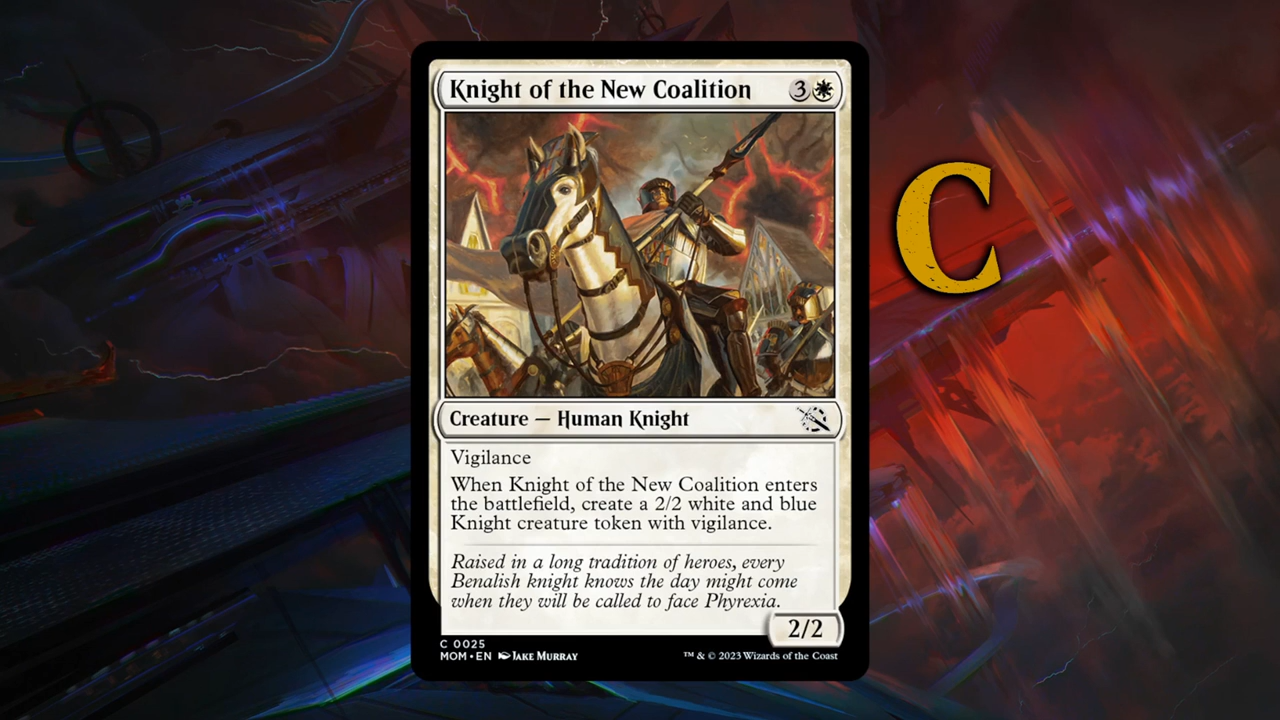 Knight of the New Coalition 3
C
Creature — Human Knight
Vigilance
When Knight of the New Coalition enters
the battlefield, create a 2/2 white and blue
Knight creature token with vigilance.
Raised in a long tradition of heroes, every
Benalish knight knows the day might come
when they will be called to face Phyrexia.
2/2
C 0025
MOM • EN Jake Murray ™ & © 2023 Wizards of the Coast